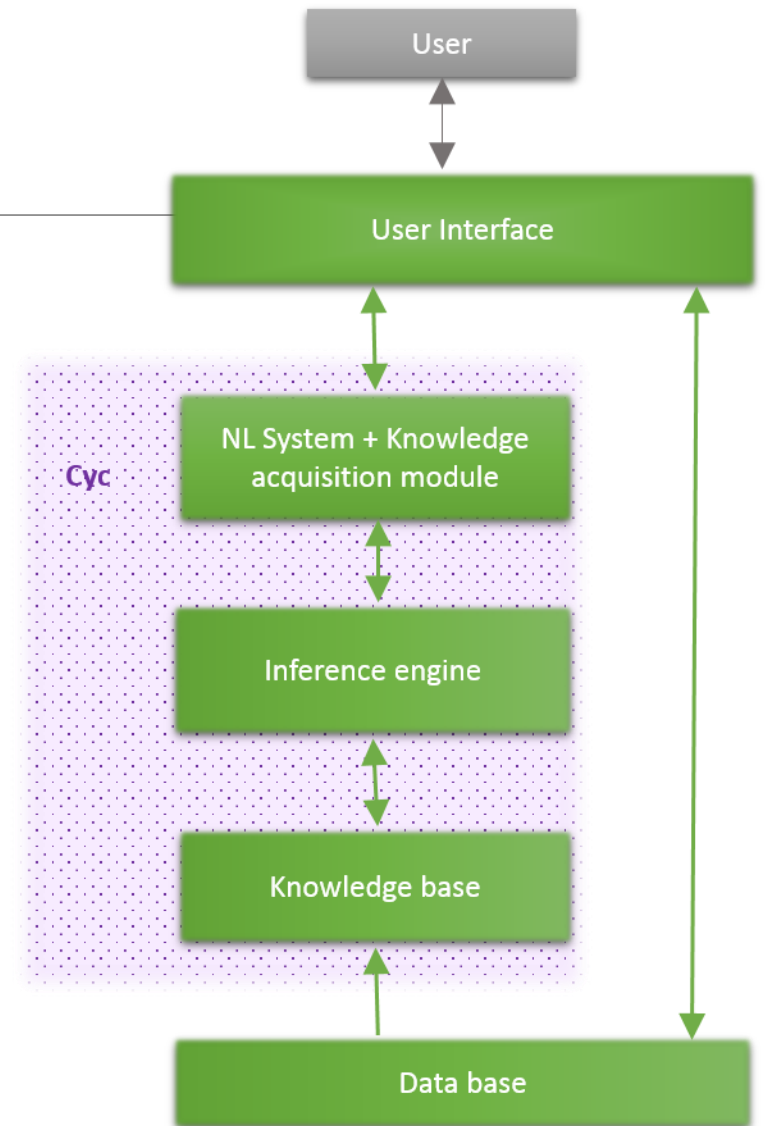 User
User Interface
NL System + Knowledge
acquisition module
Cyc
Inference engine
Knowledge base
Data base